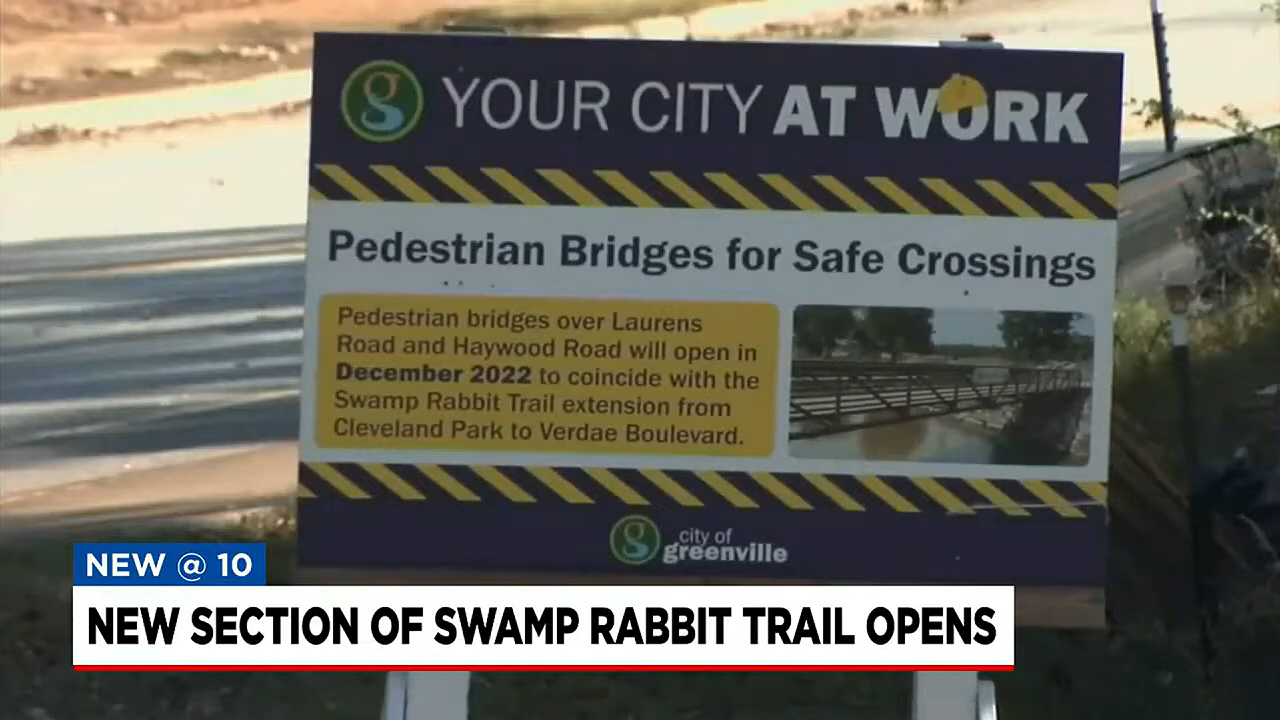 g YOUR CITY AT WORK
Pedestrian Bridges for Safe Crossings
Pedestrian bridges over Laurens
Road and Haywood Road will open in
December 2022 to coincide with the
Swamp Rabbit Trail extension from
Cleveland Park to Verdae Boulevard.
g city of
greenville
NEW @ 10
NEW SECTION OF SWAMP RABBIT TRAIL OPENS